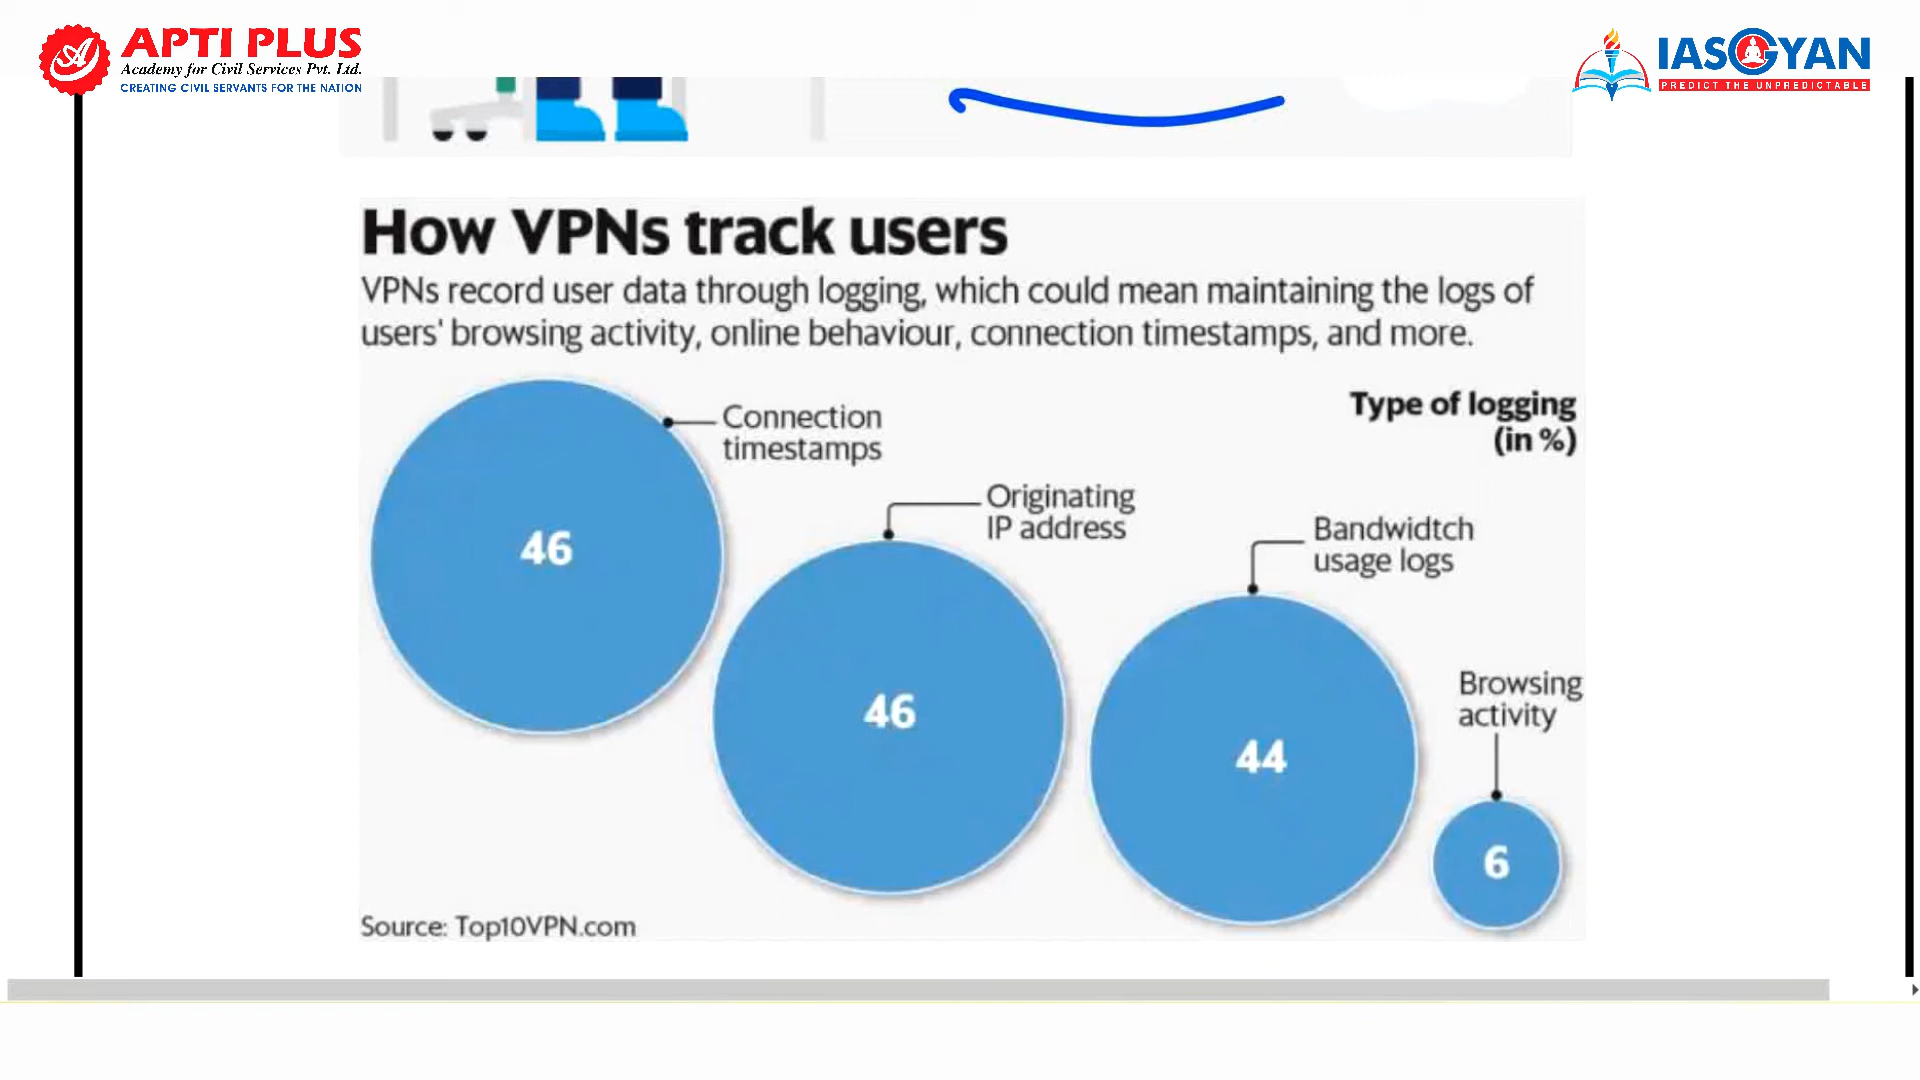 APTI PLUS
Academy for Civil Services Pvt. Ltd.
CREATING CIVIL SERVANTS FOR THE NATION
IASGYAN
PREDICT THE UNPREDICTABLE
How VPNs track users
VPNs record user data through logging, which could mean maintaining the logs of
users' browsing activity, online behaviour, connection timestamps, and more.
Type of logging
(in %)
Connection
timestamps
46
Originating
IP address
46
Bandwidtch
usage logs
44
Browsing
activity
6
Source: Top10VPN.com